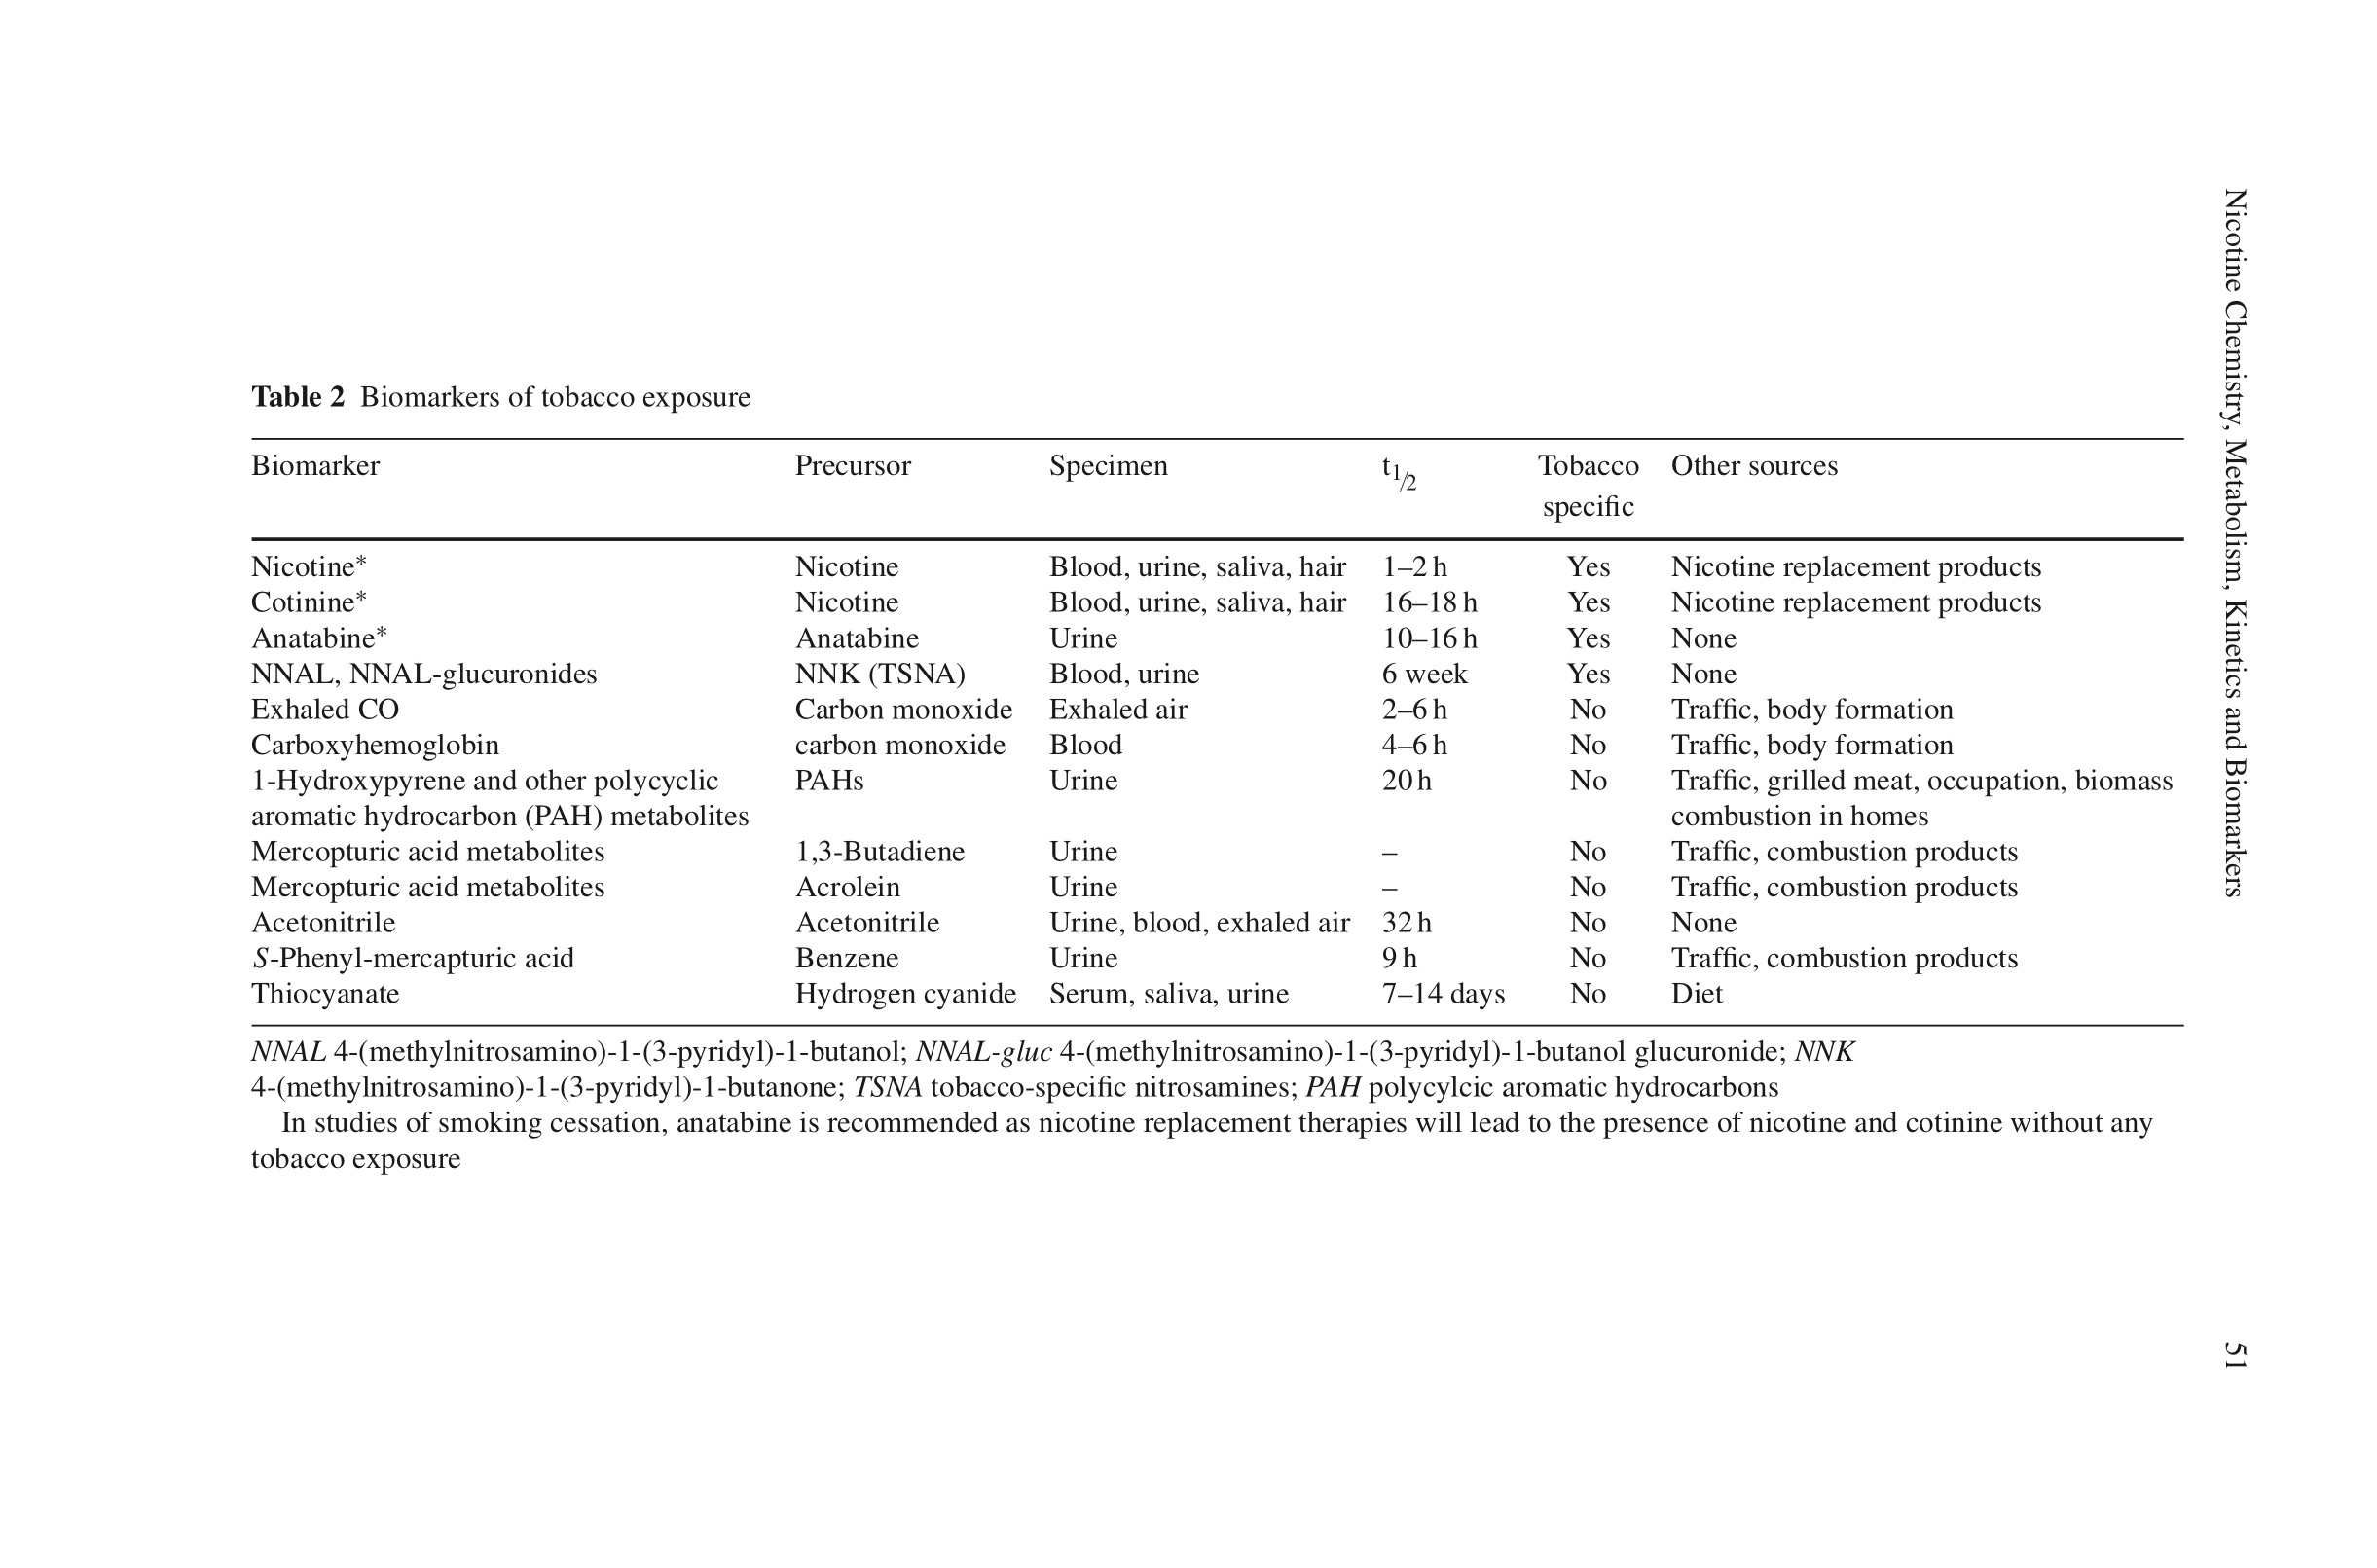 Nicotine Chemistry, Metabolism, Kinetics and Biomarkers 51
Table 2 Biomarkers of tobacco exposure
Biomarker Precursor Specimen t1/2 Tobacco specific Other sources
Nicotine* Nicotine Blood, urine, saliva, hair 1–2 h Yes Nicotine replacement products
Cotinine* Nicotine Blood, urine, saliva, hair 16–18 h Yes Nicotine replacement products
Anatabine* Anatabine Urine 10–16 h Yes None
NNAL, NNAL-glucuronides NNK (TSNA) Blood, urine 6 week Yes None
Exhaled CO Carbon monoxide Exhaled air 2–6 h No Traffic, body formation
Carboxyhemoglobin carbon monoxide Blood 4–6 h No Traffic, body formation
1-Hydroxypyrene and other polycyclic PAHs Urine 20 h No Traffic, grilled meat, occupation, biomass
aromatic hydrocarbon (PAH) metabolites combustion in homes
Mercopturic acid metabolites 1,3-Butadiene Urine – No Traffic, combustion products
Mercopturic acid metabolites Acrolein Urine – No Traffic, combustion products
Acetonitrile Acetonitrile Urine, blood, exhaled air 32 h No None
S-Phenyl-mercapturic acid Benzene Urine 9 h No Traffic, combustion products
Thiocyanate Hydrogen cyanide Serum, saliva, urine 7–14 days No Diet
NNAL 4-(methylnitrosamino)-1-(3-pyridyl)-1-butanol; NNAL-gluc 4-(methylnitrosamino)-1-(3-pyridyl)-1-butanol glucuronide; NNK
4-(methylnitrosamino)-1-(3-pyridyl)-1-butanone; TSNA tobacco-specific nitrosamines; PAH polycylcic aromatic hydrocarbons
In studies of smoking cessation, anatabine is recommended as nicotine replacement therapies will lead to the presence of nicotine and cotinine without any
tobacco exposure